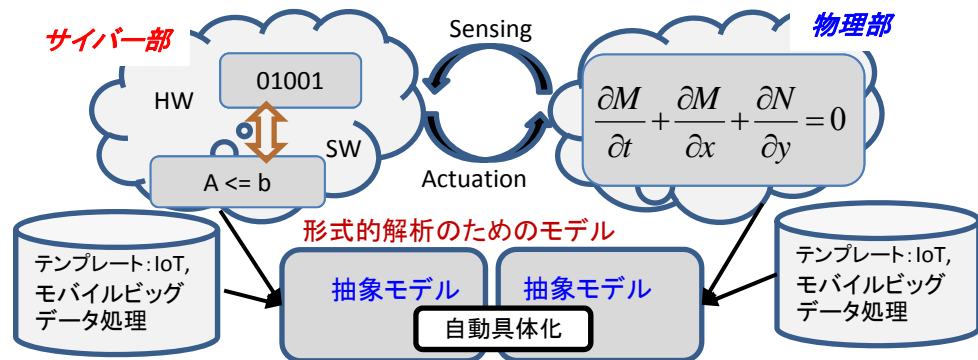 サイバー部
Sensing
物理部
HW
01001
SW
A <= b
∂M/∂t + ∂M/∂x + ∂N/∂y = 0
Actuation
形式的解析のためのモデル
テンプレート:IoT,
モバイルビッグ
データ処理
抽象モデル
抽象モデル
自動具体化
テンプレート:IoT,
モバイルビッグ
データ処理